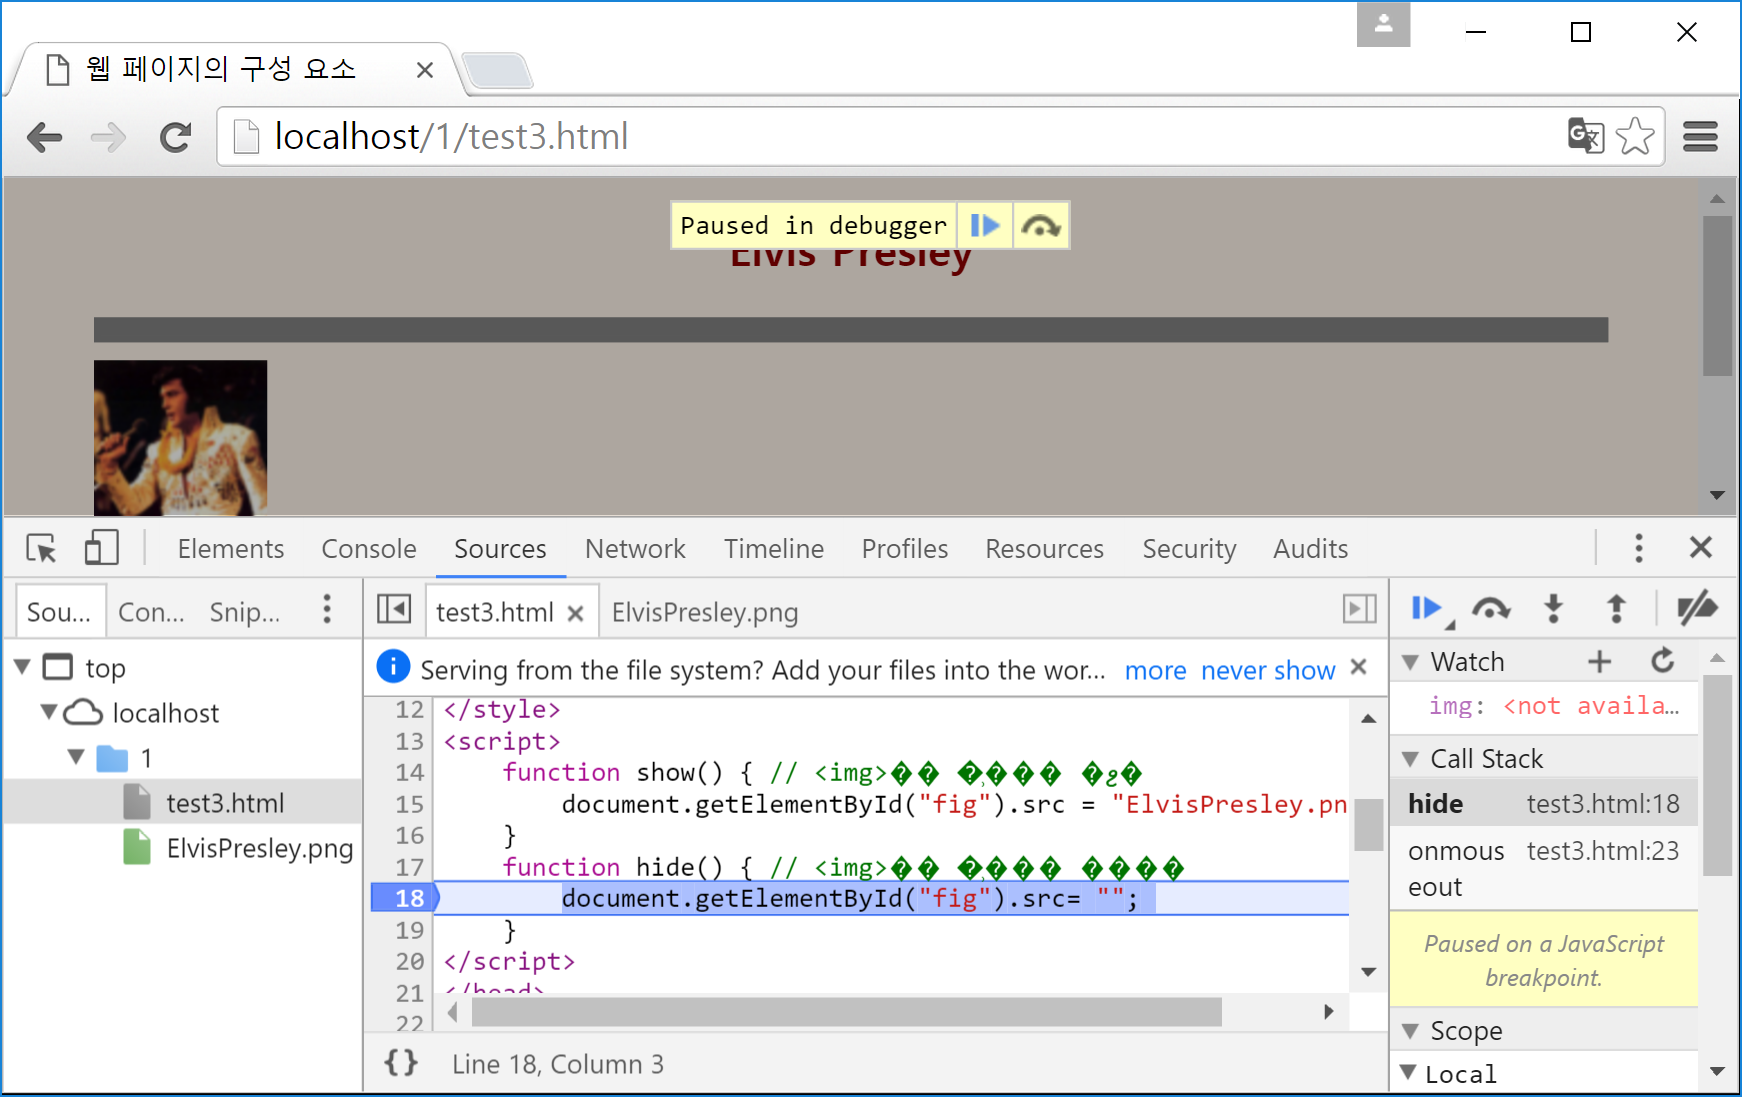 웹 페이지의 구성 요소
localhost/1/test3.html
Paused in debugger
Elvis Presley
Elements Console Sources Network Timeline Profiles Resources Security Audits
Sou... Con... Snip...
test3.html ElvisPresley.png
Serving from the file system? Add your files into the wor... more never show
top
localhost
1
test3.html
ElvisPresley.png
12 </style>
13 <script>
14 function show() { // <img>
15 document.getElementById("fig").src = "ElvisPresley.pn
16 }
17 function hide() { // <img>
18 document.getElementById("fig").src= "";
19 }
20 </script>
21 </head>
22
{} Line 18, Column 3
Watch
img: <not availa...
Call Stack
hide test3.html:18
onmous test3.html:23
eout
Paused on a JavaScript
breakpoint.
Scope
Local